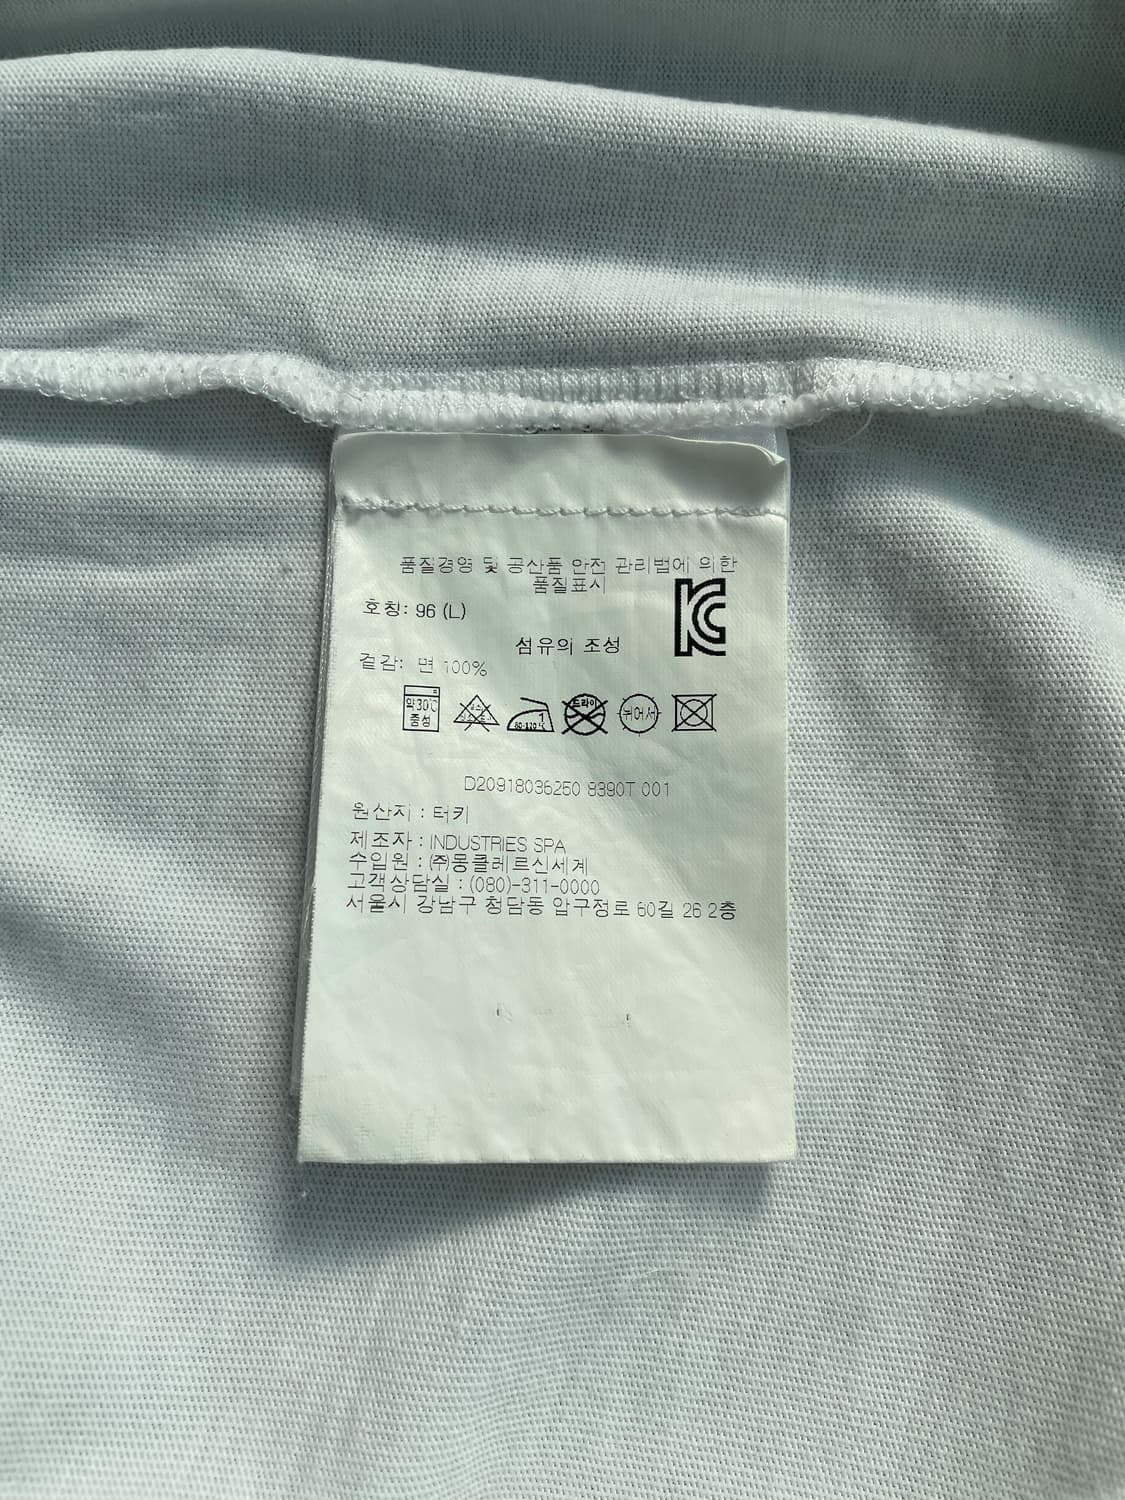 품질경영 및 공산품 안전 관리법에 의한
품질표시
호칭: 96 (L)
KC
섬유의 조성
겉감: 면 100%
약30℃
중성
1
80-120℃
드라이
뉘어서
D20918036250 8390T 001
원산지 : 터키
제조자 : INDUSTRIES SPA
수입원 : ㈜몽클레르신세계
고객상담실 : (080)-311-0000
서울시 강남구 청담동 압구정로 60길 26 2층